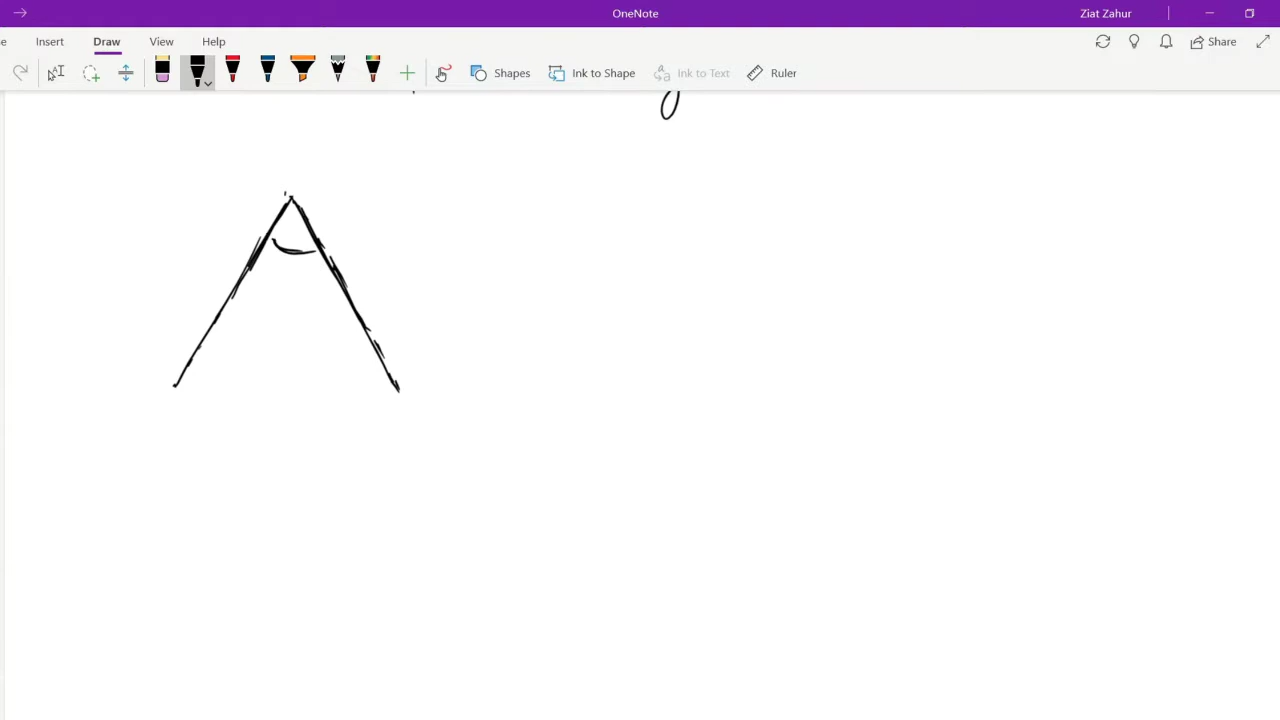 OneNote
Ziat Zahur
Insert Draw View Help
Share
Shapes Ink to Shape Ink to Text Ruler